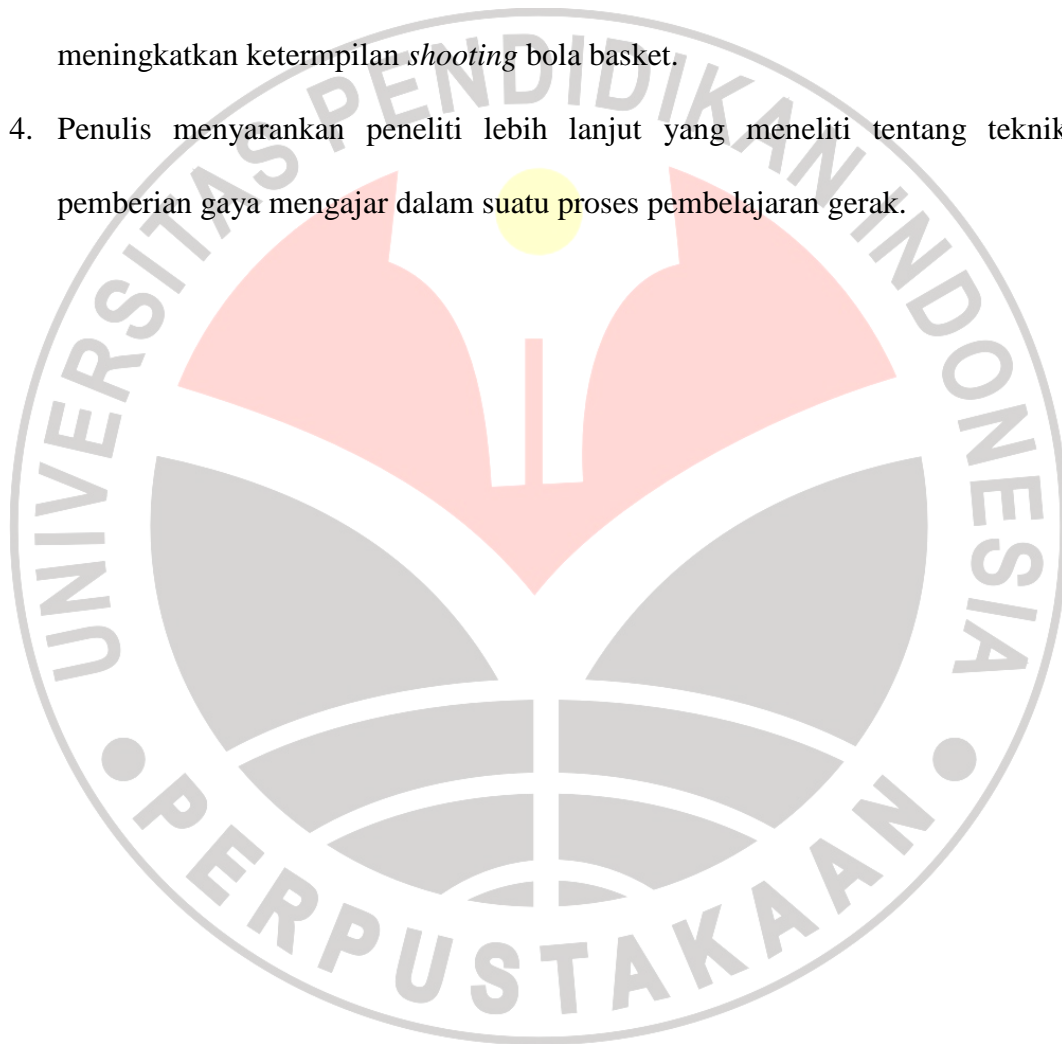 meningkatkan ketermpilan shooting bola basket.
4. Penulis menyarankan peneliti lebih lanjut yang meneliti tentang teknik
pemberian gaya mengajar dalam suatu proses pembelajaran gerak.
UNIVERSITAS PENDIDIKAN INDONESIA
PERPUSTAKAAN